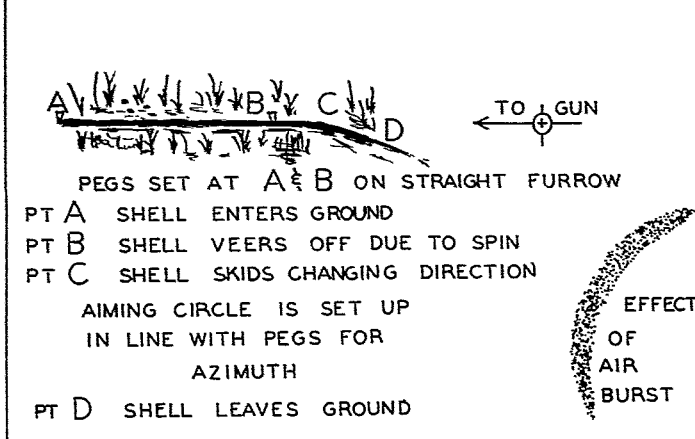 A B C D
TO GUN
PEGS SET AT A & B ON STRAIGHT FURROW
PT A SHELL ENTERS GROUND
PT B SHELL VEERS OFF DUE TO SPIN
PT C SHELL SKIDS CHANGING DIRECTION
AIMING CIRCLE IS SET UP
IN LINE WITH PEGS FOR
AZIMUTH
PT D SHELL LEAVES GROUND
EFFECT
OF
AIR
BURST